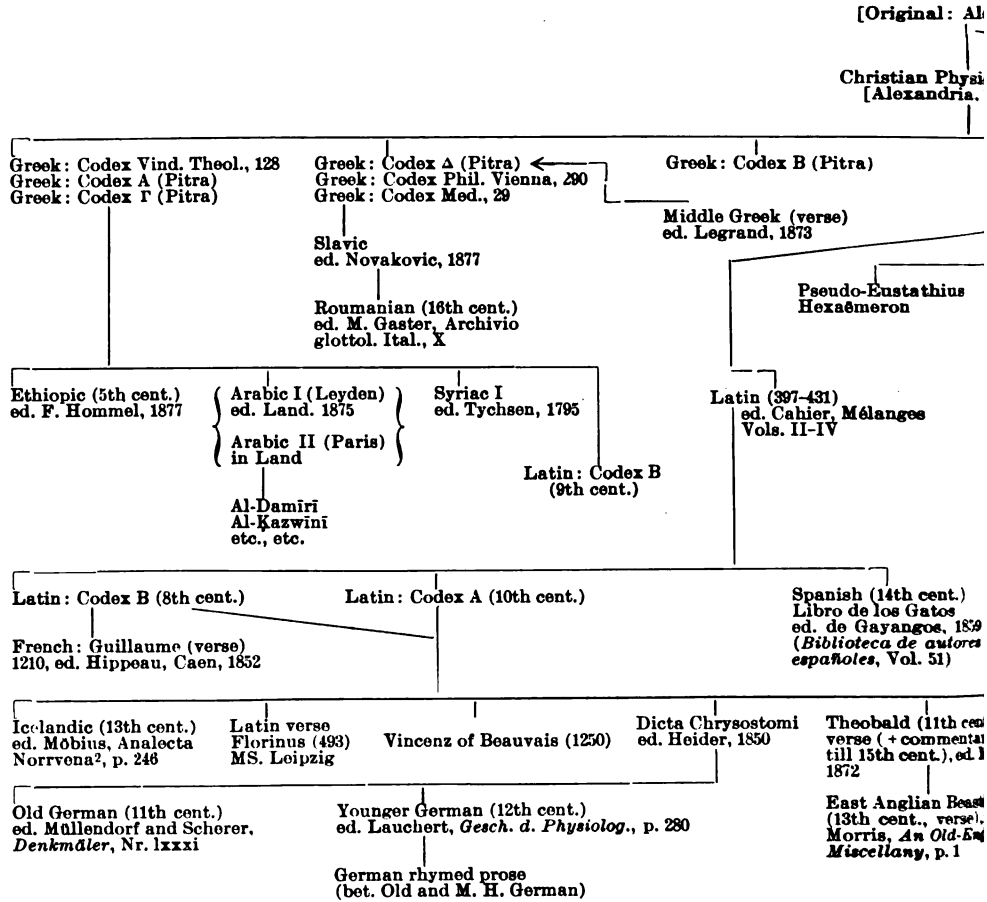 [Original: Al
Christian Physi
[Alexandria.
Greek: Codex Vind. Theol., 128
Greek: Codex A (Pitra)
Greek: Codex Γ (Pitra)
Greek: Codex Δ (Pitra)
Greek: Codex Phil. Vienna, 290
Greek: Codex Med., 29
Greek: Codex B (Pitra)
Middle Greek (verse)
ed. Legrand, 1873
Slavic
ed. Novakovic, 1877
Pseudo-Eustathius
Hexaëmeron
Roumanian (16th cent.)
ed. M. Gaster, Archivio
glottol. Ital., X
Ethiopic (5th cent.)
ed. F. Hommel, 1877
Arabic I (Leyden)
ed. Land. 1875
Arabic II (Paris)
in Land
Syriac I
ed. Tychsen, 1795
Latin (397-431)
ed. Cahier, Mélanges
Vols. II-IV
Latin: Codex B
(9th cent.)
Al-Damīrī
Al-Ḳazwīnī
etc., etc.
Latin: Codex B (8th cent.)
Latin: Codex A (10th cent.)
Spanish (14th cent.)
Libro de los Gatos
ed. de Gayangos, 1859
(Biblioteca de autores
españoles, Vol. 51)
French: Guillaume (verse)
1210, ed. Hippeau, Caen, 1852
Icelandic (13th cent.)
ed. Möbius, Analecta
Norrvena², p. 246
Latin verse
Florinus (493)
MS. Leipzig
Vincenz of Beauvais (1250)
Dicta Chrysostomi
ed. Heider, 1850
Theobald (11th cent
verse (+commentar
till 15th cent.), ed.
1872
Old German (11th cent.)
ed. Müllendorf and Scherer,
Denkmäler, Nr. lxxxi
Younger German (12th cent.)
ed. Lauchert, Gesch. d. Physiolog., p. 280
East Anglian Beast
(13th cent., verse),
Morris, An Old-Eng
Miscellany, p. 1
German rhymed prose
(bet. Old and M. H. German)